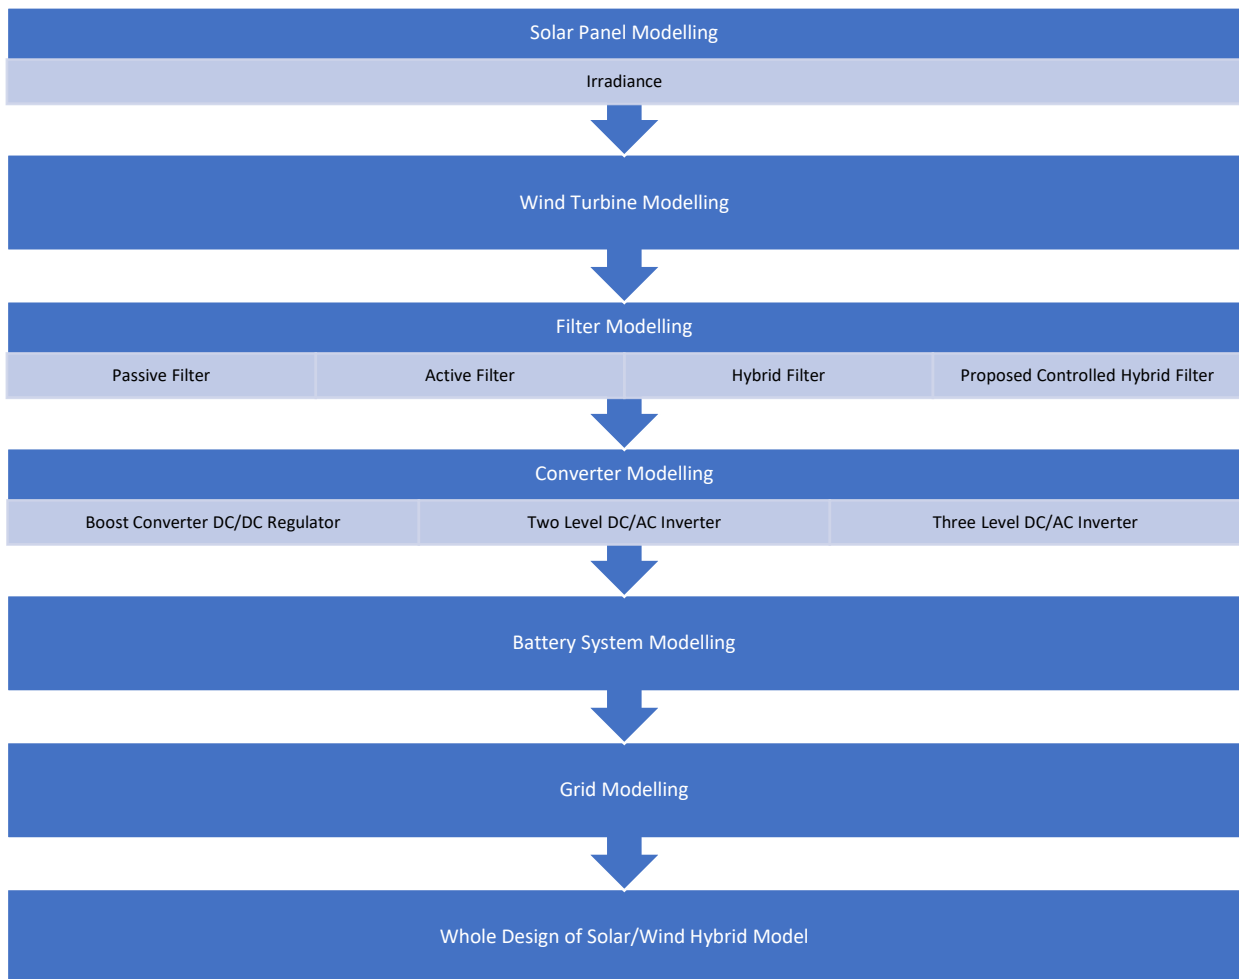 Solar Panel Modelling
Irradiance
Wind Turbine Modelling
Filter Modelling
Passive Filter
Active Filter
Hybrid Filter
Proposed Controlled Hybrid Filter
Converter Modelling
Boost Converter DC/DC Regulator
Two Level DC/AC Inverter
Three Level DC/AC Inverter
Battery System Modelling
Grid Modelling
Whole Design of Solar/Wind Hybrid Model